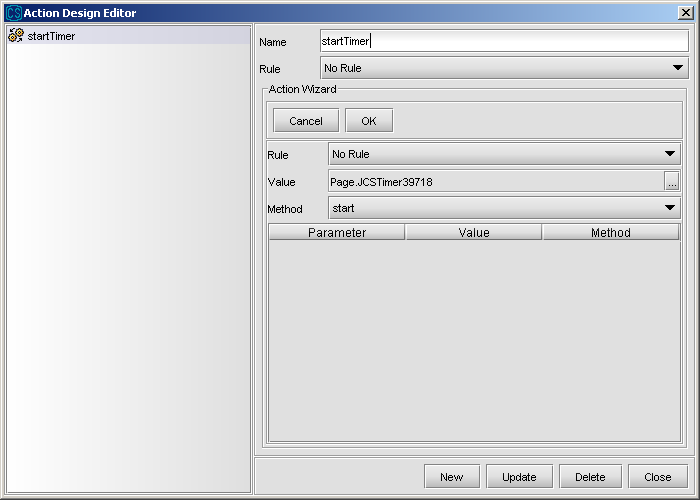 CS Action Design Editor
startTimer
Name startTimer
Rule No Rule
Action Wizard
Cancel OK
Rule No Rule
Value Page.JCSTimer39718 ...
Method start
Parameter Value Method
New Update Delete Close